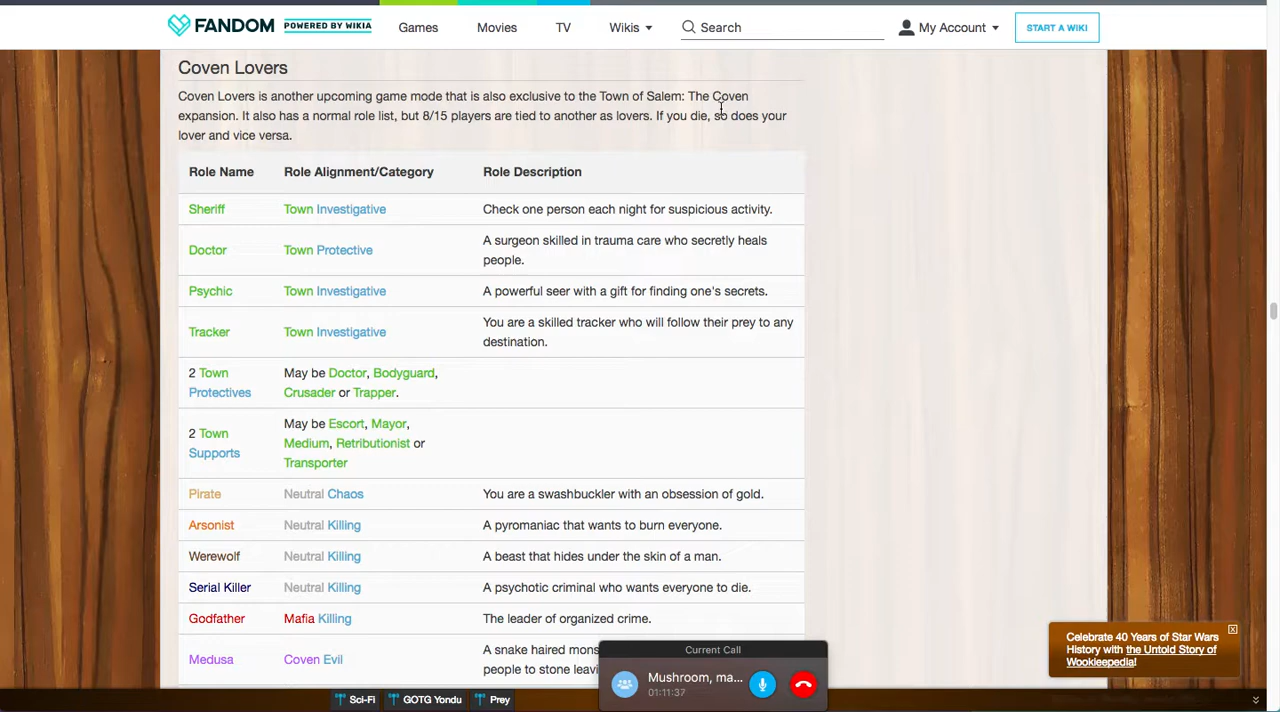 FANDOM POWERED BY WIKIA Games Movies TV Wikis Search My Account START A WIKI
Coven Lovers
Coven Lovers is another upcoming game mode that is also exclusive to the Town of Salem: The Coven
expansion. It also has a normal role list, but 8/15 players are tied to another as lovers. If you die, so does your
lover and vice versa.
Role Name Role Alignment/Category Role Description
Sheriff Town Investigative Check one person each night for suspicious activity.
Doctor Town Protective A surgeon skilled in trauma care who secretly heals
people.
Psychic Town Investigative A powerful seer with a gift for finding one's secrets.
Tracker Town Investigative You are a skilled tracker who will follow their prey to any
destination.
2 Town May be Doctor, Bodyguard,
Protectives Crusader or Trapper.
2 Town May be Escort, Mayor,
Supports Medium, Retributionist or
Transporter
Pirate Neutral Chaos You are a swashbuckler with an obsession of gold.
Arsonist Neutral Killing A pyromaniac that wants to burn everyone.
Werewolf Neutral Killing A beast that hides under the skin of a man.
Serial Killer Neutral Killing A psychotic criminal who wants everyone to die.
Godfather Mafia Killing The leader of organized crime.
Medusa Coven Evil A snake haired mons
people to stone leavi
Current Call
Mushroom, ma...
01:11:37
Celebrate 40 Years of Star Wars
History with the Untold Story of
Wookieepedia!
Sci-Fi GOTG Yondu Prey